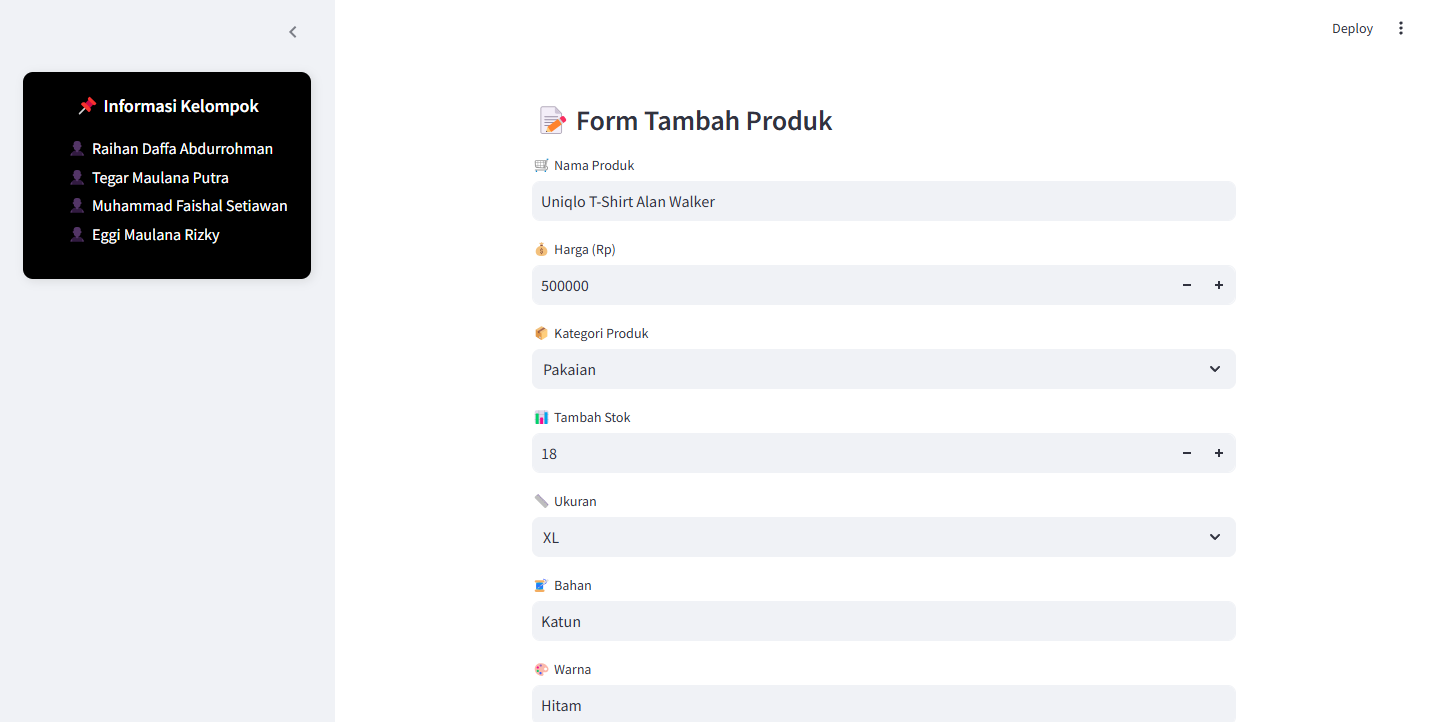 Deploy
Informasi Kelompok
Raihan Daffa Abdurrohman
Tegar Maulana Putra
Muhammad Faishal Setiawan
Eggi Maulana Rizky
Form Tambah Produk
Nama Produk
Uniqlo T-Shirt Alan Walker
Harga (Rp)
500000
Kategori Produk
Pakaian
Tambah Stok
18
Ukuran
XL
Bahan
Katun
Warna
Hitam